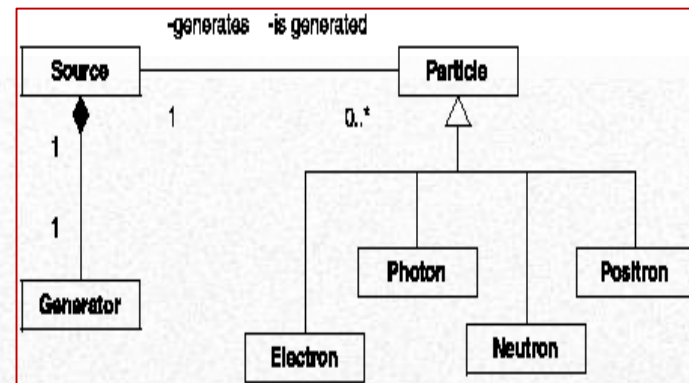 -generates -is generated
Source
Particle
1
0..*
1
1
Photon
Positron
Generator
Electron
Neutron